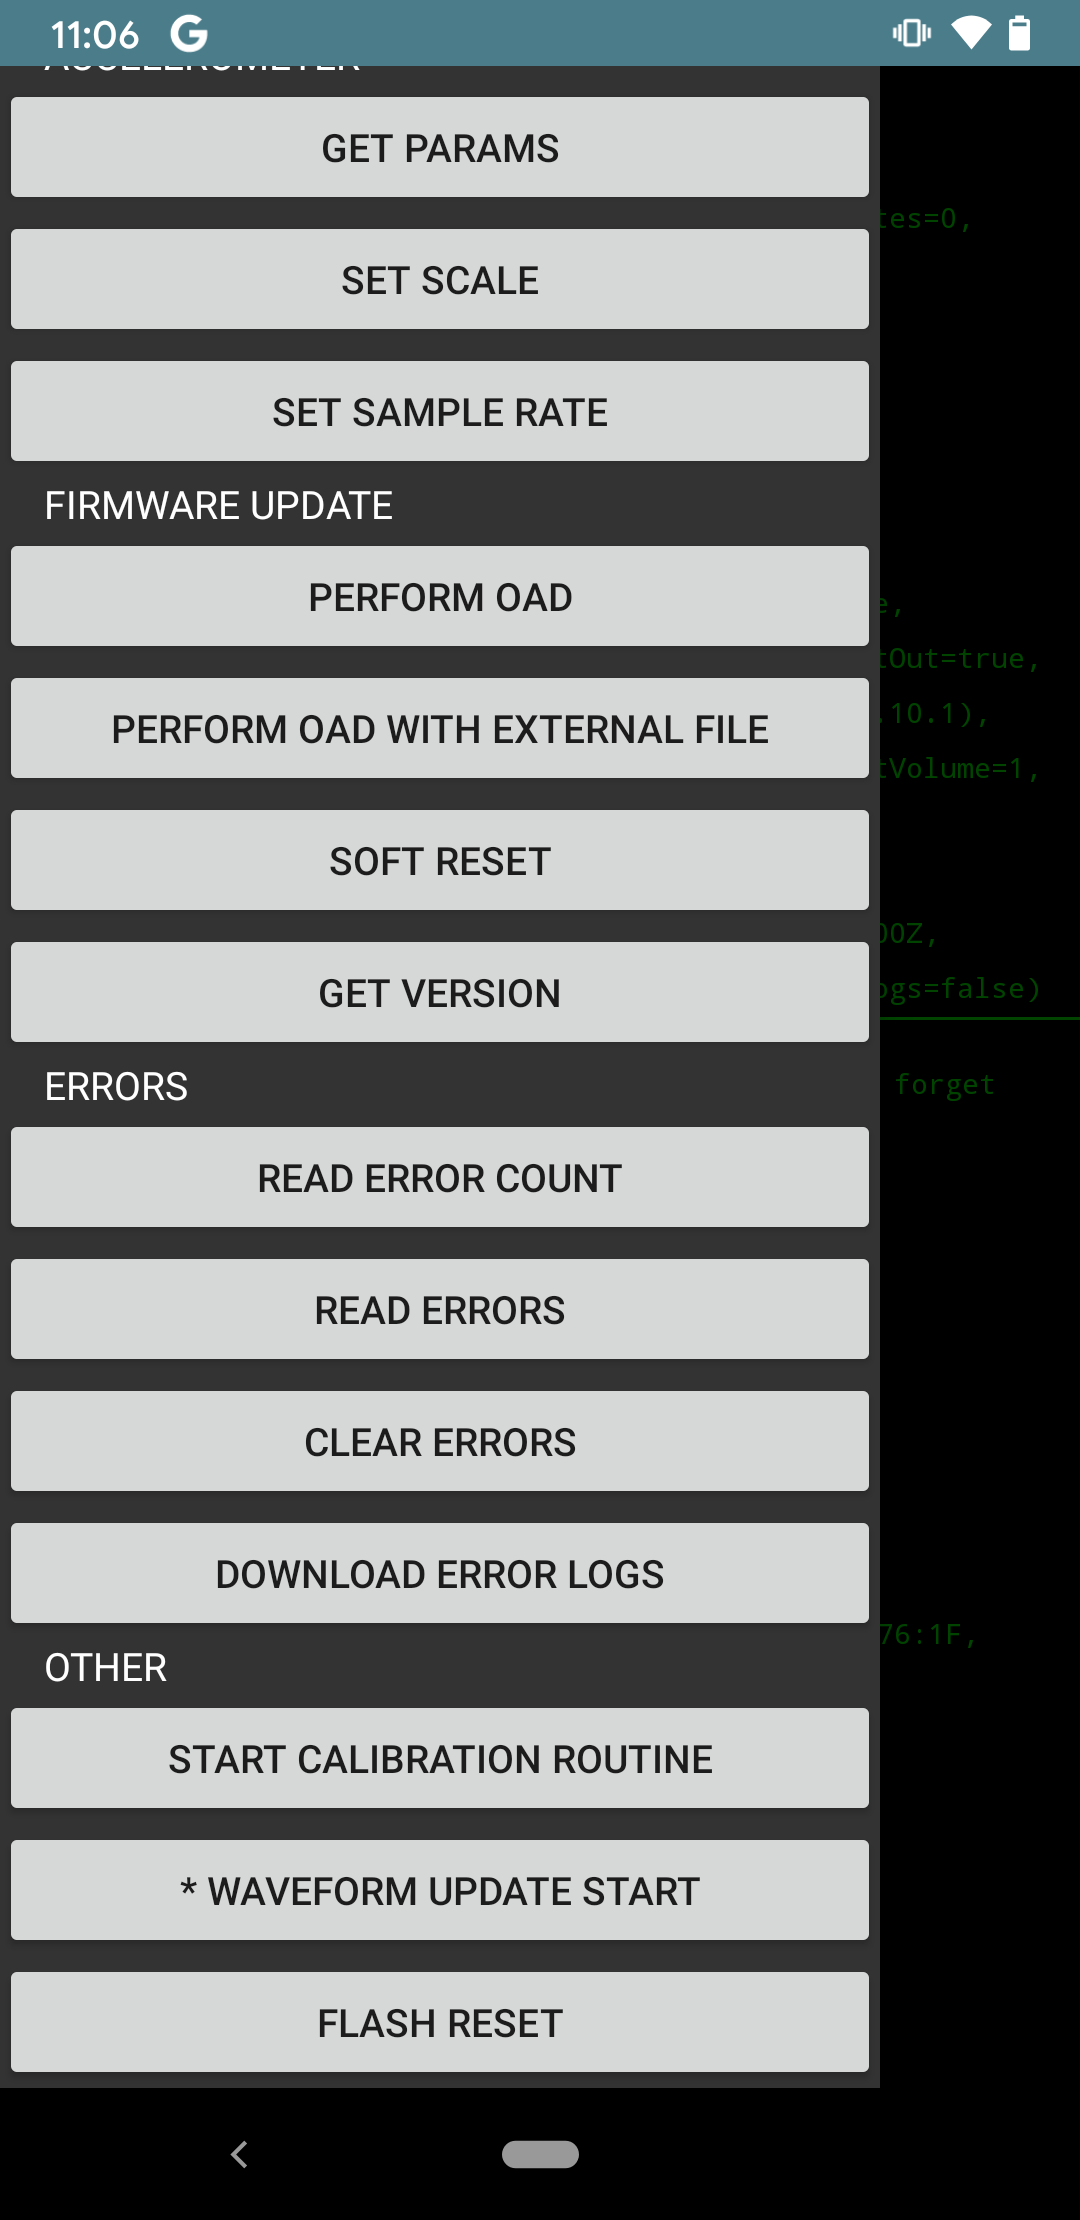 11:06 G
ACCELEROMETER
GET PARAMS
tes=0,
SET SCALE
SET SAMPLE RATE
FIRMWARE UPDATE
PERFORM OAD
e,
tOut=true,
PERFORM OAD WITH EXTERNAL FILE
.10.1),
tVolume=1,
SOFT RESET
00Z,
GET VERSION
ogs=false)
ERRORS
forget
READ ERROR COUNT
READ ERRORS
CLEAR ERRORS
DOWNLOAD ERROR LOGS
76:1F,
OTHER
START CALIBRATION ROUTINE
* WAVEFORM UPDATE START
FLASH RESET